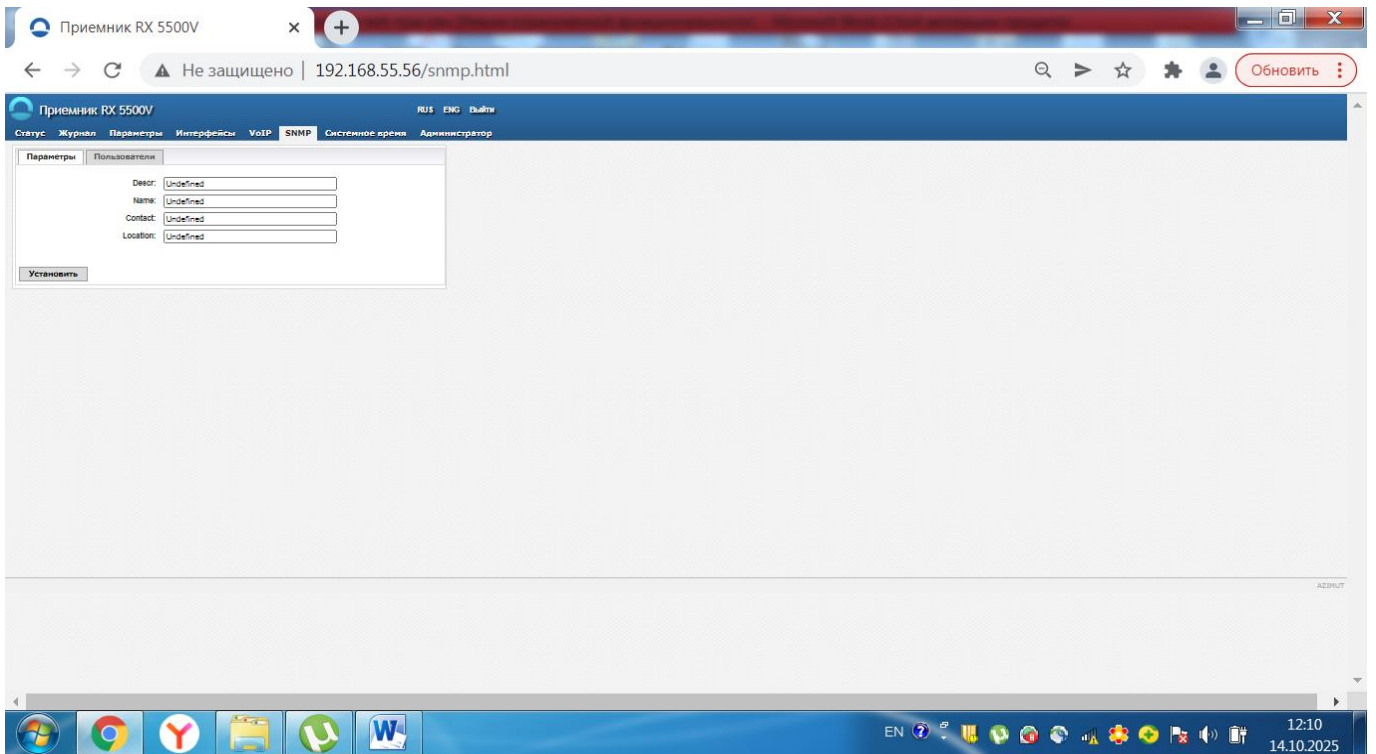 Приемник RX 5500V
Не защищено | 192.168.55.56/snmp.html
Обновить
Приемник RX 5500V RUS ENG Выйти
Статус Журнал Параметры Интерфейсы VoIP SNMP Системное время Администратор
Параметры Пользователи
Descr: Undefined
Name: Undefined
Contact: Undefined
Location: Undefined
Установить
AZIMUT
EN 12:10
14.10.2025